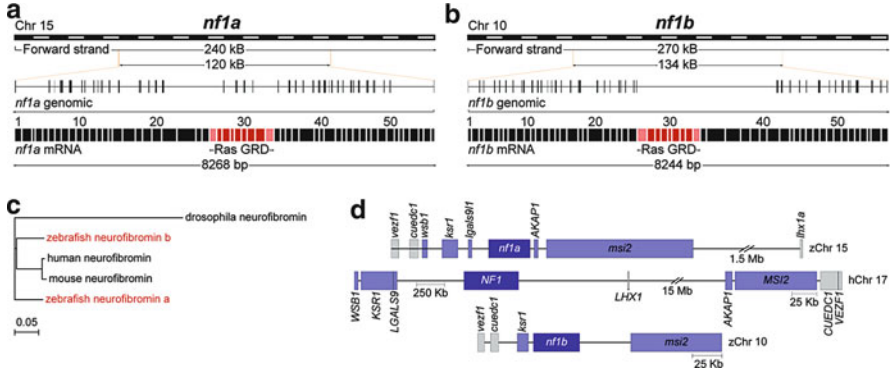 a
nf1a
Chr 15
Forward strand
240 kB
120 kB
nf1a genomic
1 10 20 30 40 50
nf1a mRNA
-Ras GRD-
8268 bp
b
nf1b
Chr 10
Forward strand
270 kB
134 kB
nf1b genomic
1 10 20 30 40 50
nf1b mRNA
-Ras GRD-
8244 bp
c
drosophila neurofibromin
zebrafish neurofibromin b
human neurofibromin
mouse neurofibromin
zebrafish neurofibromin a
0.05
d
vezf1 cuedc1 wsb1 ksr1 lgals9l1 AKAP1 lhx1a
nf1a msi2 1.5 Mb zChr 15
NF1 250 Kb 15 Mb MSI2 25 Kb hChr 17
WSB1 KSR1 LGALS9 LHX1 AKAP1 CUEDC1 VEZF1
vezf1 cuedc1 ksr1
nf1b msi2 zChr 10
25 Kb